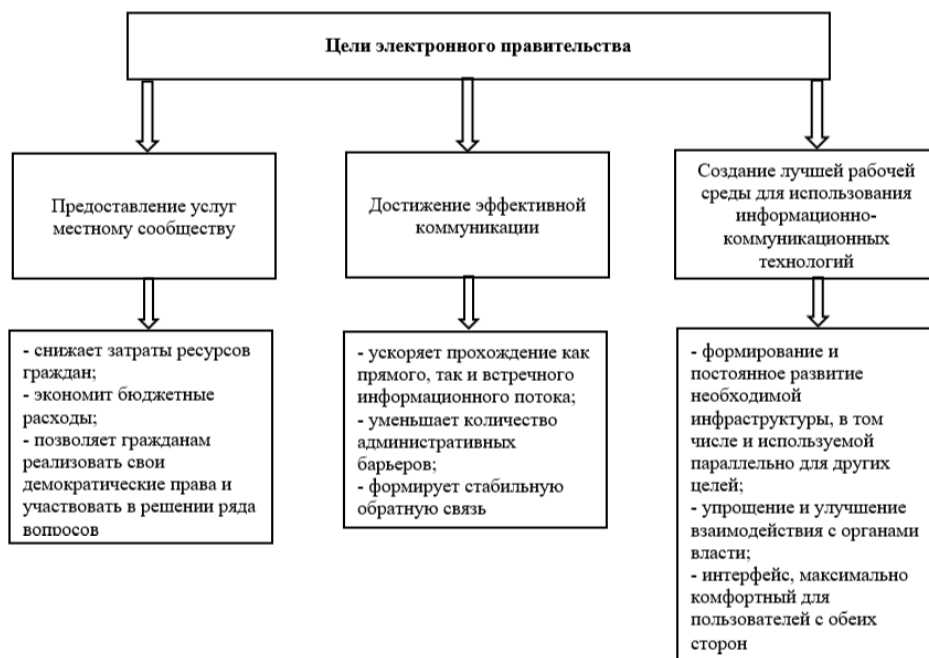 Цели электронного правительства
Предоставление услуг
местному сообществу
Достижение эффективной
коммуникации
Создание лучшей рабочей
среды для использования
информационно-
коммуникационных
технологий
- снижает затраты ресурсов
граждан;
- экономит бюджетные
расходы;
- позволяет гражданам
реализовать свои
демократические права и
участвовать в решении ряда
вопросов
- ускоряет прохождение как
прямого, так и встречного
информационного потока;
- уменьшает количество
административных
барьеров;
- формирует стабильную
обратную связь
- формирование и
постоянное развитие
необходимой
инфраструктуры, в том
числе и используемой
параллельно для других
целей;
- упрощение и улучшение
взаимодействия с органами
власти;
- интерфейс, максимально
комфортный для
пользователей с обеих
сторон